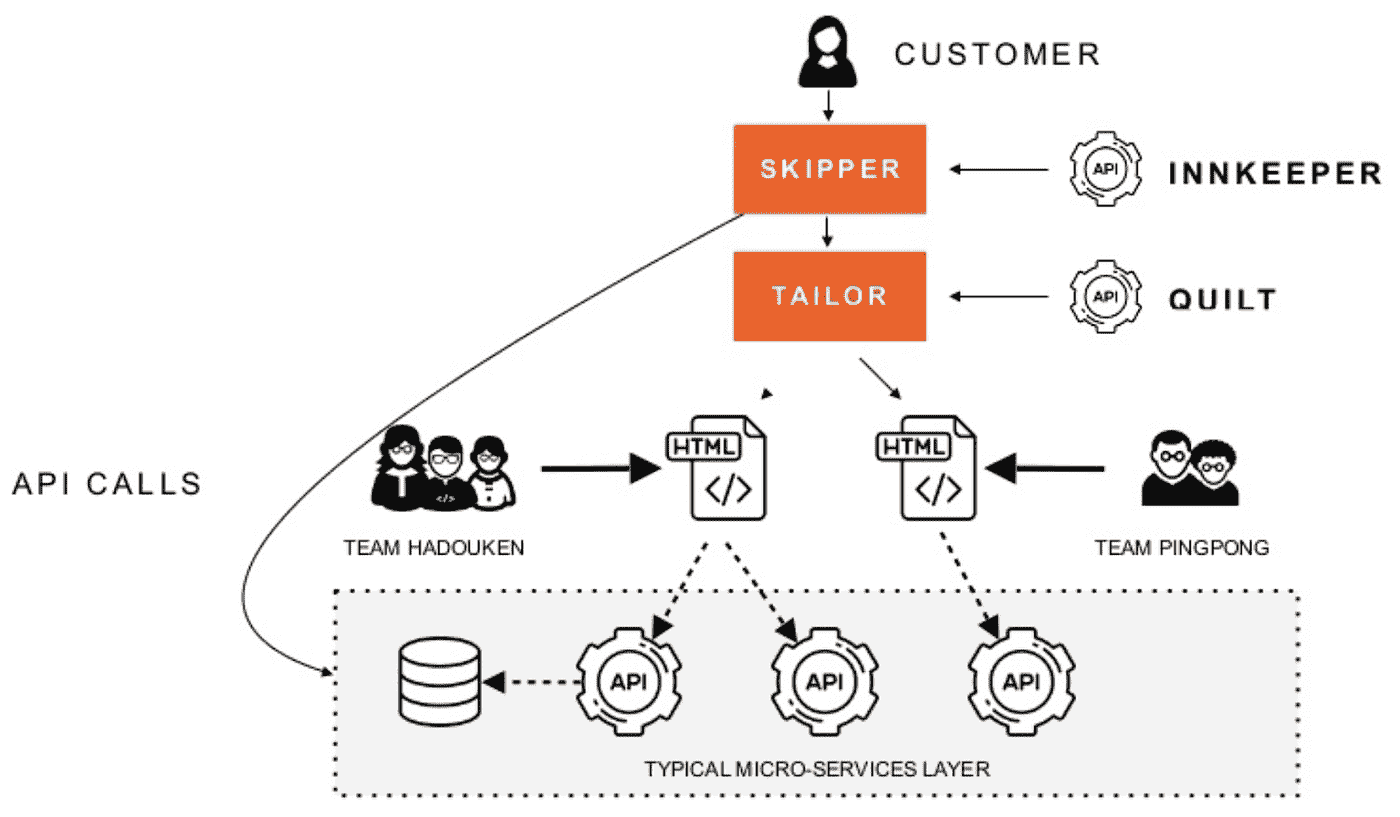 CUSTOMER
SKIPPER
API
INNKEEPER
TAILOR
API
QUILT
HTML
</>
HTML
</>
API CALLS
</>
TEAM HADOUKEN
TEAM PINGPONG
API
API
API
TYPICAL MICRO-SERVICES LAYER